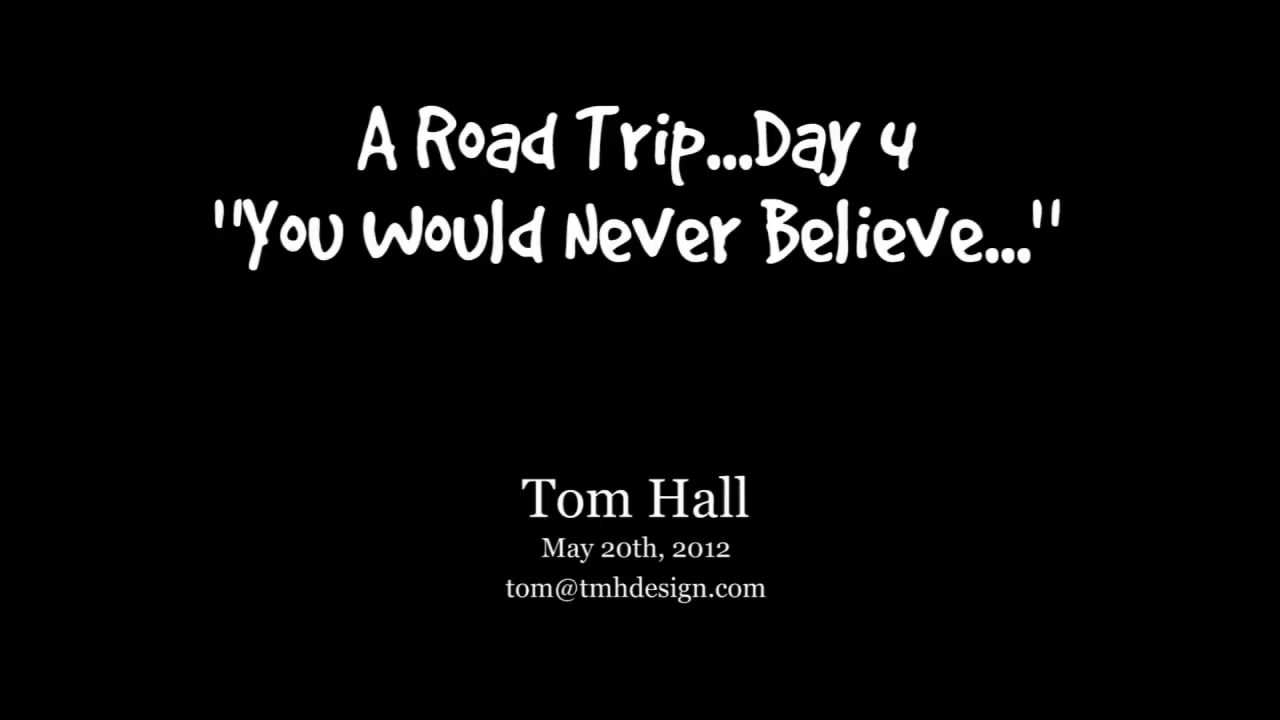 A Road Trip...Day 4
"You Would Never Believe..."
Tom Hall
May 20th, 2012
tom@tmhdesign.com